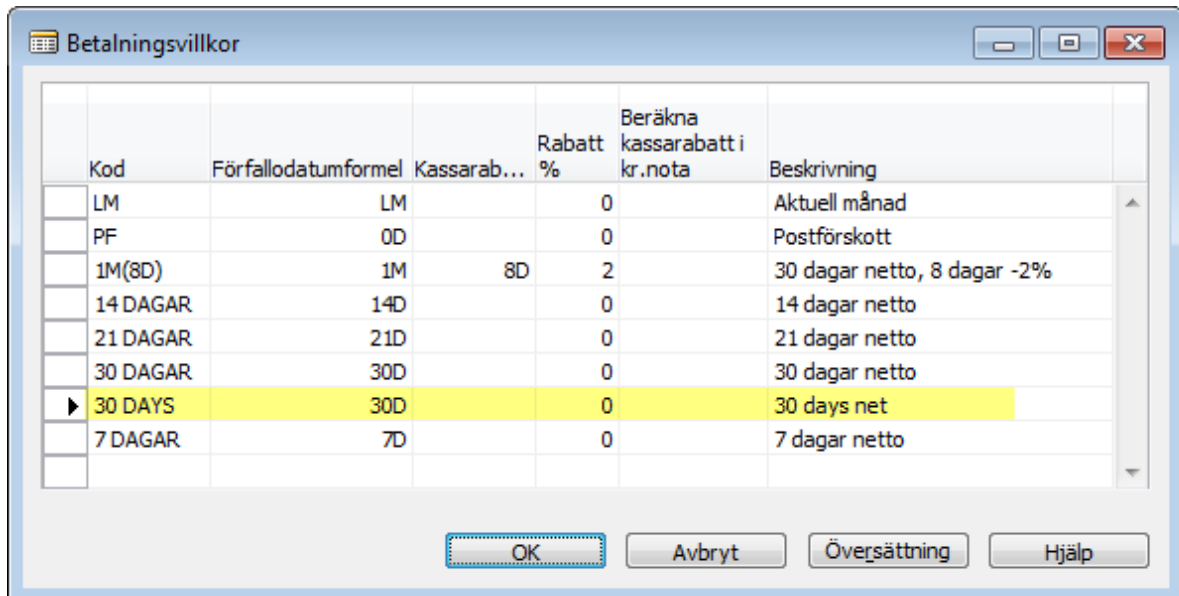 Betalningsvillkor
Kod Förfallodatumformel Kassarab... Rabatt % Beräkna kassarabatt i kr.nota Beskrivning
LM LM 0 Aktuell månad
PF 0D 0 Postförskott
1M(8D) 1M 8D 2 30 dagar netto, 8 dagar -2%
14 DAGAR 14D 0 14 dagar netto
21 DAGAR 21D 0 21 dagar netto
30 DAGAR 30D 0 30 dagar netto
30 DAYS 30D 0 30 days net
7 DAGAR 7D 0 7 dagar netto
OK Avbryt Översättning Hjälp